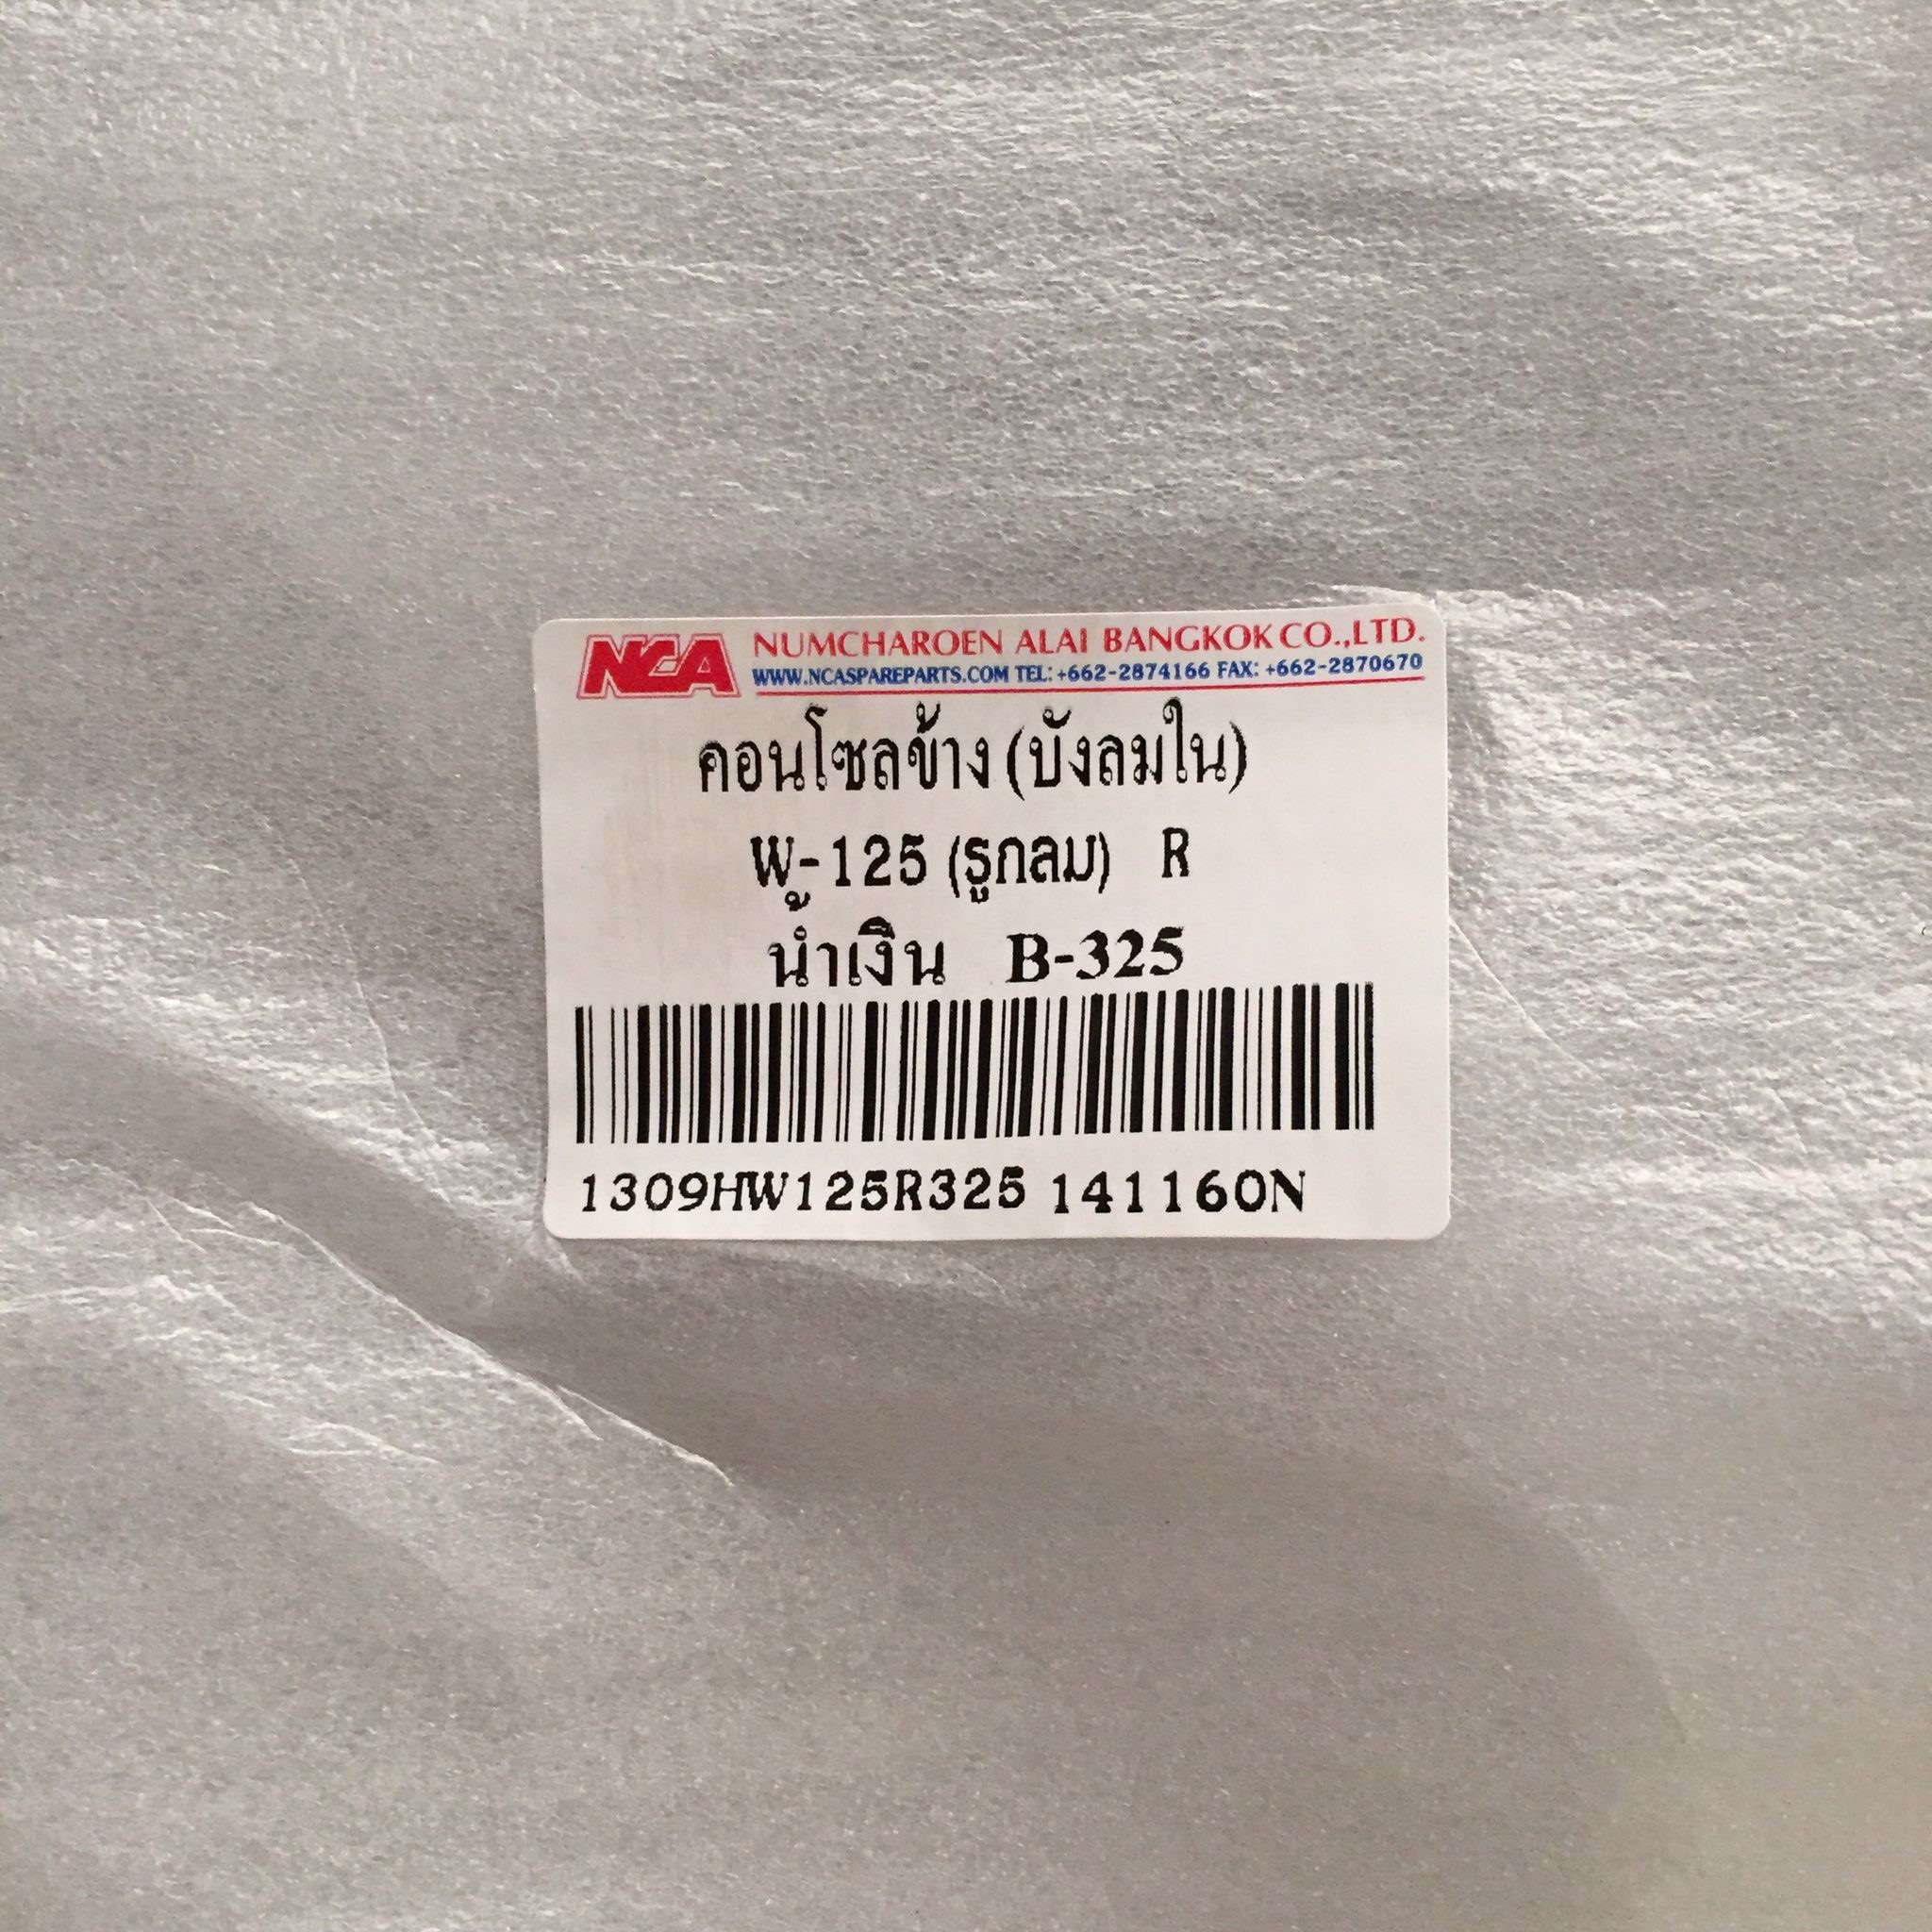 NCA NUMCHAROEN ALAI BANGKOK CO.,LTD.
WWW.NCASPAREPARTS.COM TEL: +662-2874166 FAX: +662-2870670
คอนโซลข้าง (บังลมใน)
W-125 (รูกลม) R
น้ำเงิน B-325
1309HW125R325 141160N